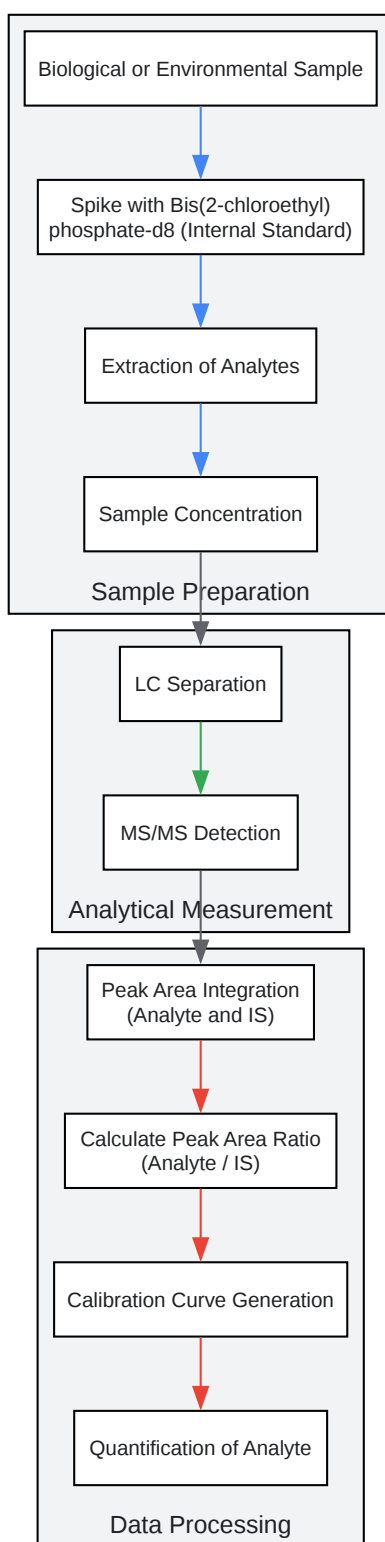 Biological or Environmental Sample
Spike with Bis(2-chloroethyl)
phosphate-d8 (Internal Standard)
Extraction of Analytes
Sample Concentration
Sample Preparation
LC Separation
MS/MS Detection
Analytical Measurement
Peak Area Integration
(Analyte and IS)
Calculate Peak Area Ratio
(Analyte / IS)
Calibration Curve Generation
Quantification of Analyte
Data Processing